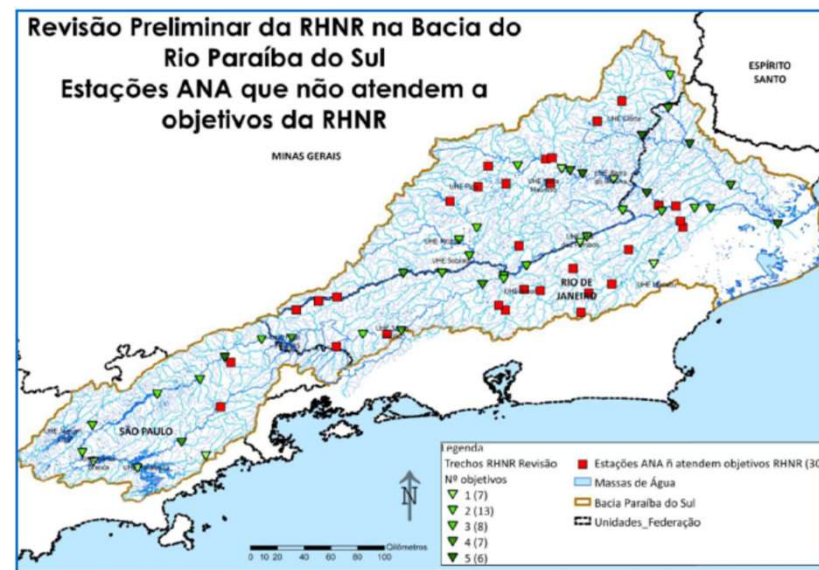 Revisão Preliminar da RHNR na Bacia do
Rio Paraíba do Sul
Estações ANA que não atendem a
objetivos da RHNR
ESPÍRITO
SANTO
MINAS GERAIS
RIO DE
JANEIRO
SÃO PAULO
Legenda
Trechos RHNR Revisão
Nº objetivos
1 (7)
2 (13)
3 (8)
4 (7)
5 (6)
Estações ANA ñ atendem objetivos RHNR (30
Massas de Água
Bacia Paraíba do Sul
Unidades_Federação
N
Quilômetros
0 10 20 40 60 80 100